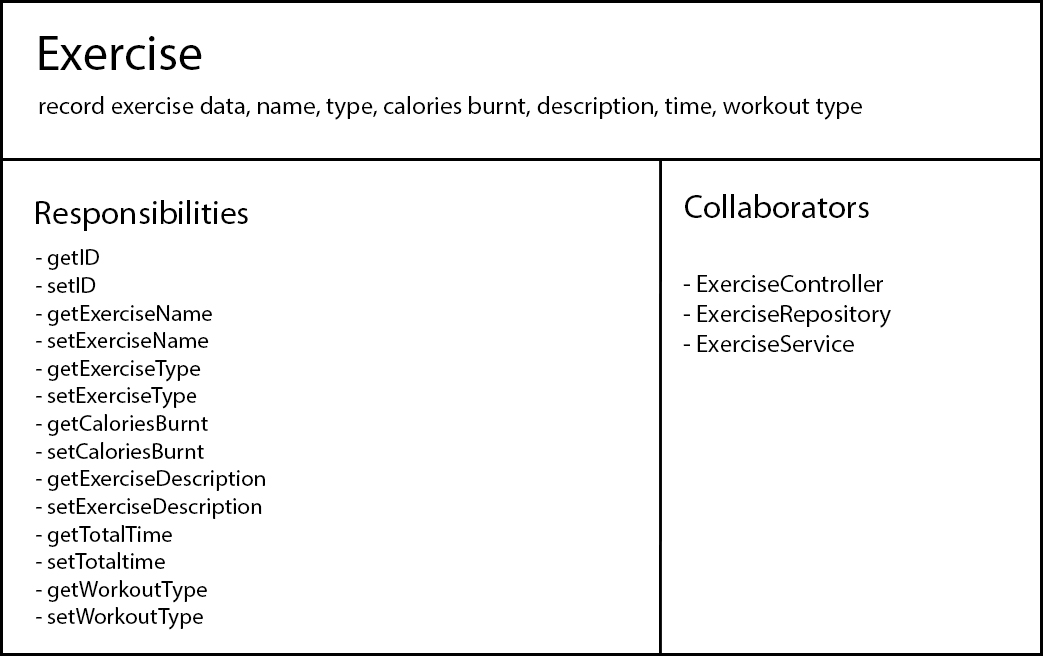 Exercise
record exercise data, name, type, calories burnt, description, time, workout type
Responsibilities
- getID
- setID
- getExerciseName
- setExerciseName
- getExerciseType
- setExerciseType
- getCaloriesBurnt
- setCaloriesBurnt
- getExerciseDescription
- setExerciseDescription
- getTotalTime
- setTotaltime
- getWorkoutType
- setWorkoutType
Collaborators
- ExerciseController
- ExerciseRepository
- ExerciseService